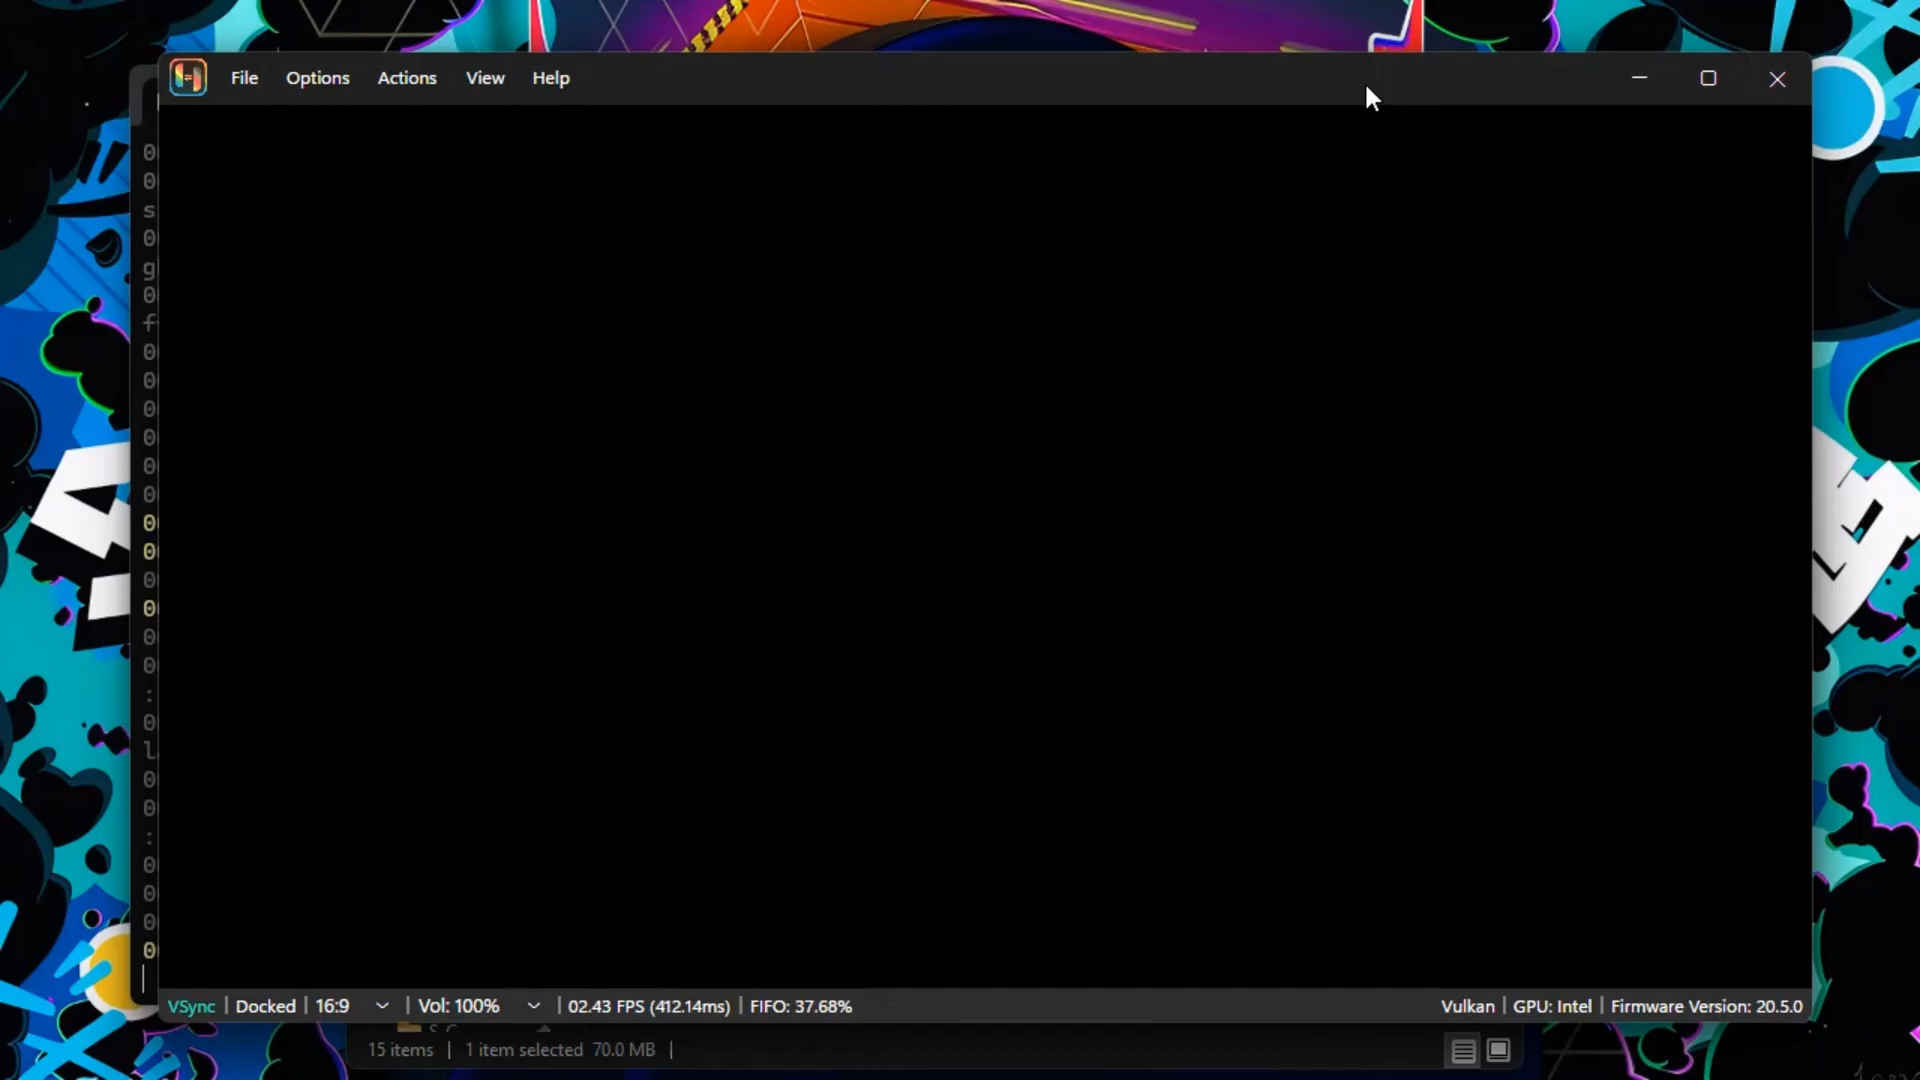 File Options Actions View Help
VSync | Docked | 16:9 | Vol: 100% | 02.43 FPS (412.14ms) | FIFO: 37.68% Vulkan | GPU: Intel | Firmware Version: 20.5.0
15 items | 1 item selected 70.0 MB |